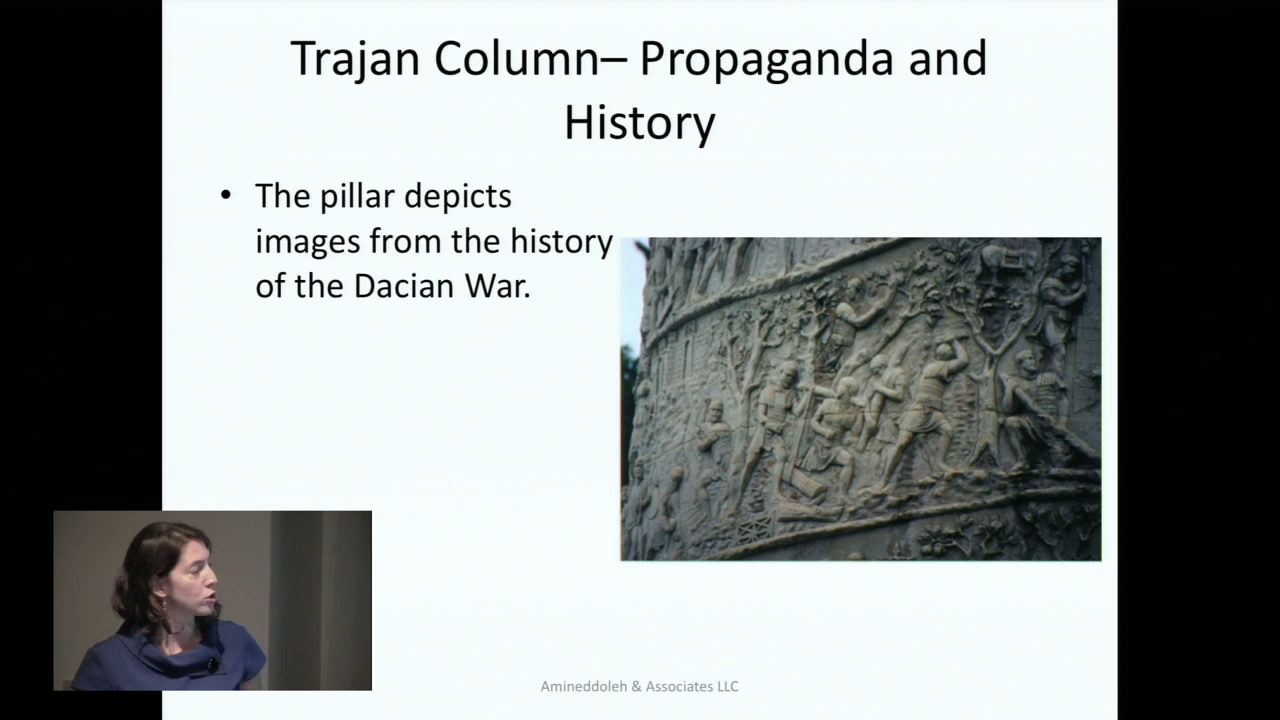 Trajan Column– Propaganda and
History
• The pillar depicts
images from the history
of the Dacian War.
Amineddoleh & Associates LLC